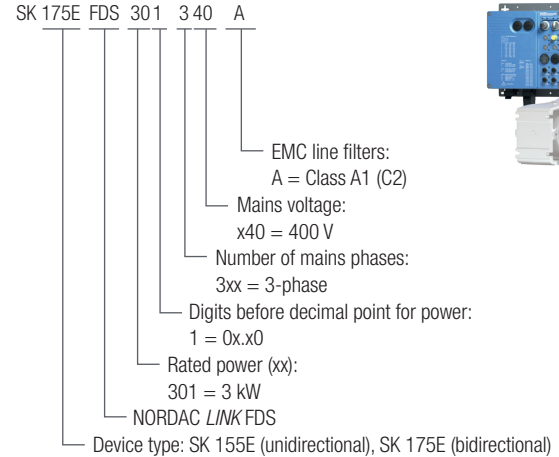 SK 175E FDS 301 340 A
EMC line filters:
A = Class A1 (C2)
Mains voltage:
x40 = 400 V
Number of mains phases:
3xx = 3-phase
Digits before decimal point for power:
1 = 0x.x0
Rated power (xx):
301 = 3 kW
NORDAC LINK FDS
Device type: SK 155E (unidirectional), SK 175E (bidirectional)